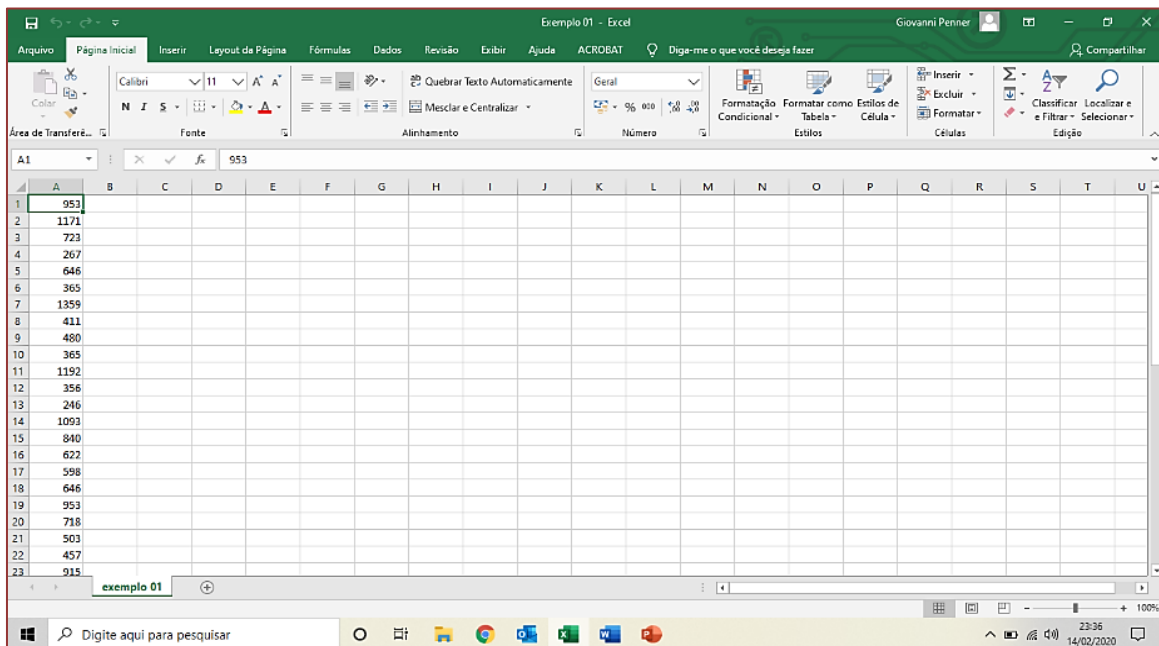 Exemplo 01 - Excel
Giovanni Penner
Arquivo Página Inicial Inserir Layout da Página Fórmulas Dados Revisão Exibir Ajuda ACROBAT Diga-me o que você deseja fazer Compartilhar
Colar
Calibri 11
N I S
Quebrar Texto Automaticamente
Mesclar e Centralizar
Geral
% 000
Formatação Condicional
Formatar como Tabela
Estilos de Célula
Inserir
Excluir
Formatar
Classificar e Filtrar
Localizar e Selecionar
Área de Transferê... Fonte Alinhamento Número Estilos Células Edição
A1 fx 953
A B C D E F G H I J K L M N O P Q R S T U
1 953
2 1171
3 723
4 267
5 646
6 365
7 1359
8 411
9 480
10 365
11 1192
12 356
13 246
14 1093
15 840
16 622
17 598
18 646
19 953
20 718
21 503
22 457
23 915
exemplo 01
100%
Digite aqui para pesquisar
23:36
14/02/2020